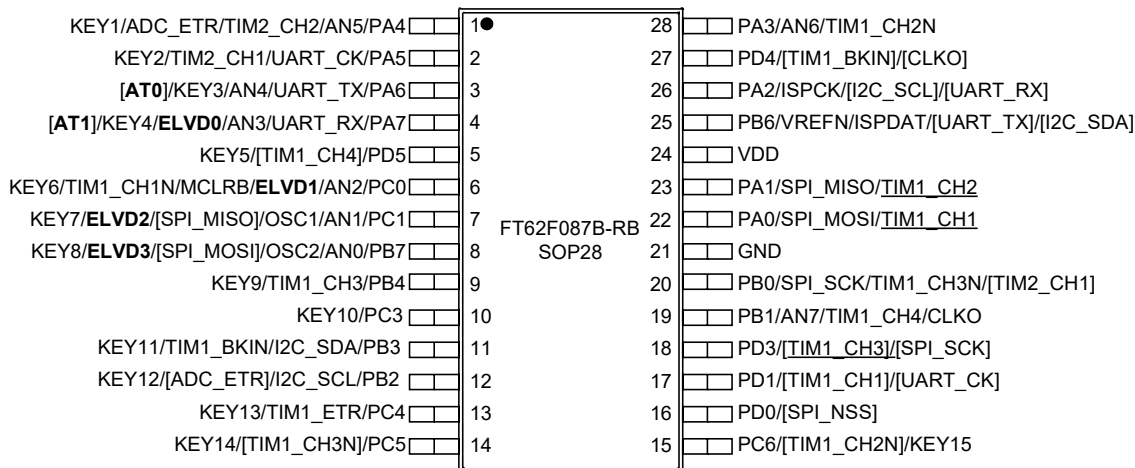 KEY1/ADC_ETR/TIM2_CH2/AN5/PA4 1 28 PA3/AN6/TIM1_CH2N
KEY2/TIM2_CH1/UART_CK/PA5 2 27 PD4/[TIM1_BKIN]/[CLKO]
[AT0]/KEY3/AN4/UART_TX/PA6 3 26 PA2/ISPCK/[I2C_SCL]/[UART_RX]
[AT1]/KEY4/ELVD0/AN3/UART_RX/PA7 4 25 PB6/VREFN/ISPDAT/[UART_TX]/[I2C_SDA]
KEY5/[TIM1_CH4]/PD5 5 24 VDD
KEY6/TIM1_CH1N/MCLRB/ELVD1/AN2/PC0 6 23 PA1/SPI_MISO/TIM1_CH2
KEY7/ELVD2/[SPI_MISO]/OSC1/AN1/PC1 7 22 PA0/SPI_MOSI/TIM1_CH1
FT62F087B-RB
KEY8/ELVD3/[SPI_MOSI]/OSC2/AN0/PB7 8 SOP28 21 GND
KEY9/TIM1_CH3/PB4 9 20 PB0/SPI_SCK/TIM1_CH3N/[TIM2_CH1]
KEY10/PC3 10 19 PB1/AN7/TIM1_CH4/CLKO
KEY11/TIM1_BKIN/I2C_SDA/PB3 11 18 PD3/[TIM1_CH3]/[SPI_SCK]
KEY12/[ADC_ETR]/I2C_SCL/PB2 12 17 PD1/[TIM1_CH1]/[UART_CK]
KEY13/TIM1_ETR/PC4 13 16 PD0/[SPI_NSS]
KEY14/[TIM1_CH3N]/PC5 14 15 PC6/[TIM1_CH2N]/KEY15